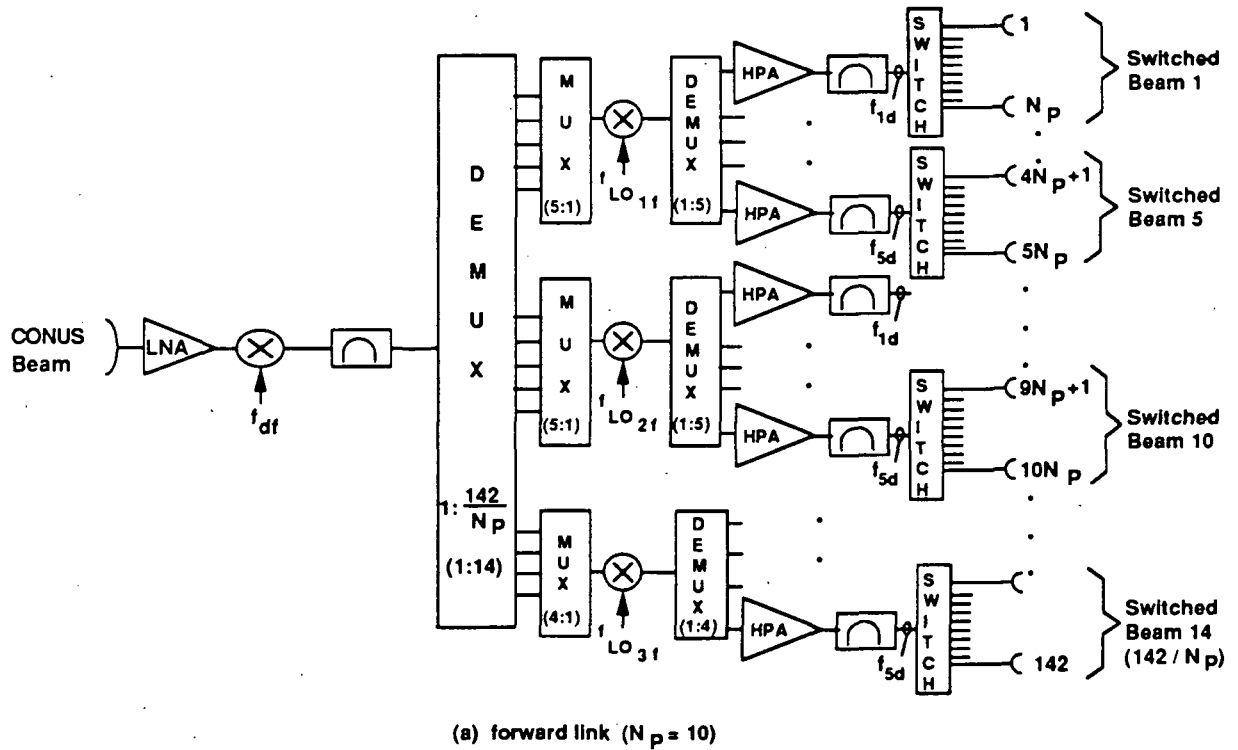 CONUS
Beam
LNA
f df
D
E
M
U
X
1: 142 / N p
(1:14)
M
U
X
(5:1)
f LO 1f
D
E
M
U
X
(1:5)
HPA
f 1d
S
W
I
T
C
H
1
N p
Switched
Beam 1
HPA
f 5d
S
W
I
T
C
H
4N p +1
5N p
Switched
Beam 5
M
U
X
(5:1)
f LO 2f
D
E
M
U
X
(1:5)
HPA
f 1d
HPA
f 5d
S
W
I
T
C
H
9N p +1
10N p
Switched
Beam 10
M
U
X
(4:1)
f LO 3f
D
E
M
U
X
(1:4)
HPA
f 5d
S
W
I
T
C
H
142
Switched
Beam 14
(142 / N p)
(a) forward link (N p = 10)